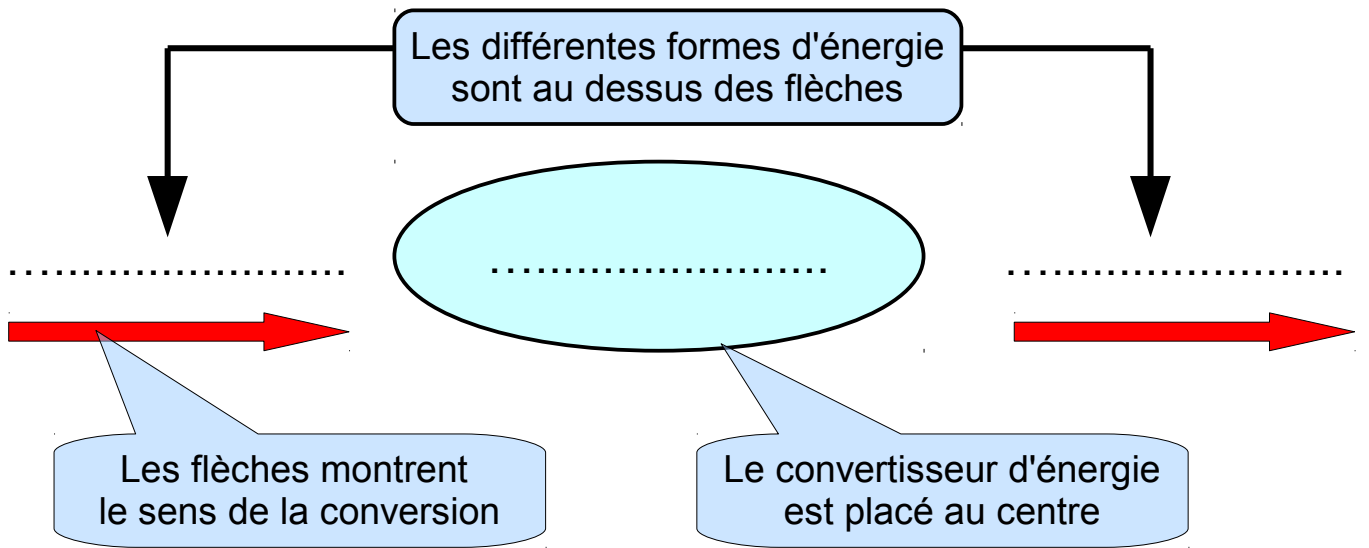 Les différentes formes d'énergie
sont au dessus des flèches
........................
........................
........................
Les flèches montrent
le sens de la conversion
Le convertisseur d'énergie
est placé au centre